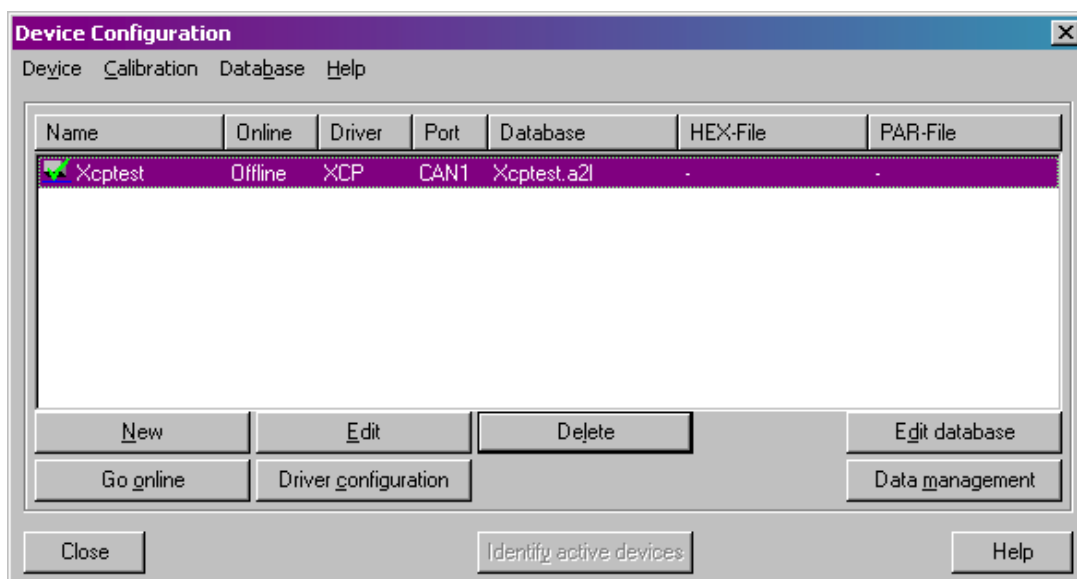 Device Configuration
Device Calibration Database Help
Name Online Driver Port Database HEX-File PAR-File
Xcptest Offline XCP CAN1 Xcptest.a2l - -
New Edit Delete Edit database
Go online Driver configuration Data management
Close Identify active devices Help